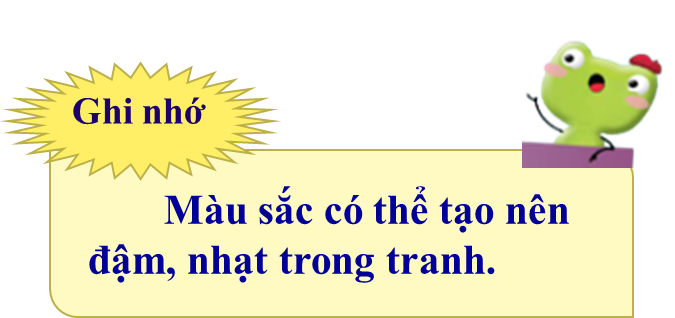 Ghi nhớ
Màu sắc có thể tạo nên
đậm, nhạt trong tranh.